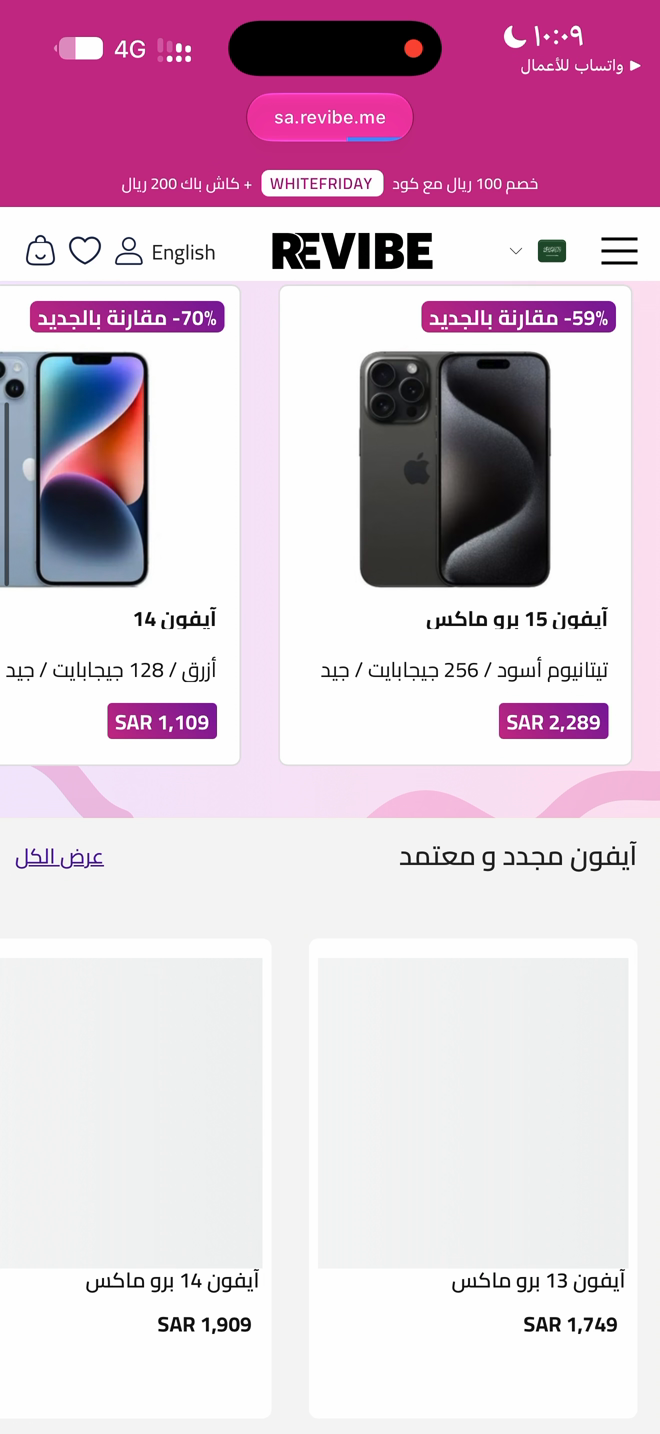 ١٠:٠٩
4G
◀ واتساب للأعمال
sa.revibe.me
خصم 100 ريال مع كود WHITEFRIDAY + كاش باك 200 ريال
REVIBE
English
-59% مقارنة بالجديد
آيفون 15 برو ماكس
تيتانيوم أسود / 256 جيجابايت / جيد
SAR 2,289
-70% مقارنة بالجديد
آيفون 14
أزرق / 128 جيجابايت / جيد
SAR 1,109
آيفون مجدد و معتمد
عرض الكل
آيفون 13 برو ماكس
SAR 1,749
آيفون 14 برو ماكس
SAR 1,909